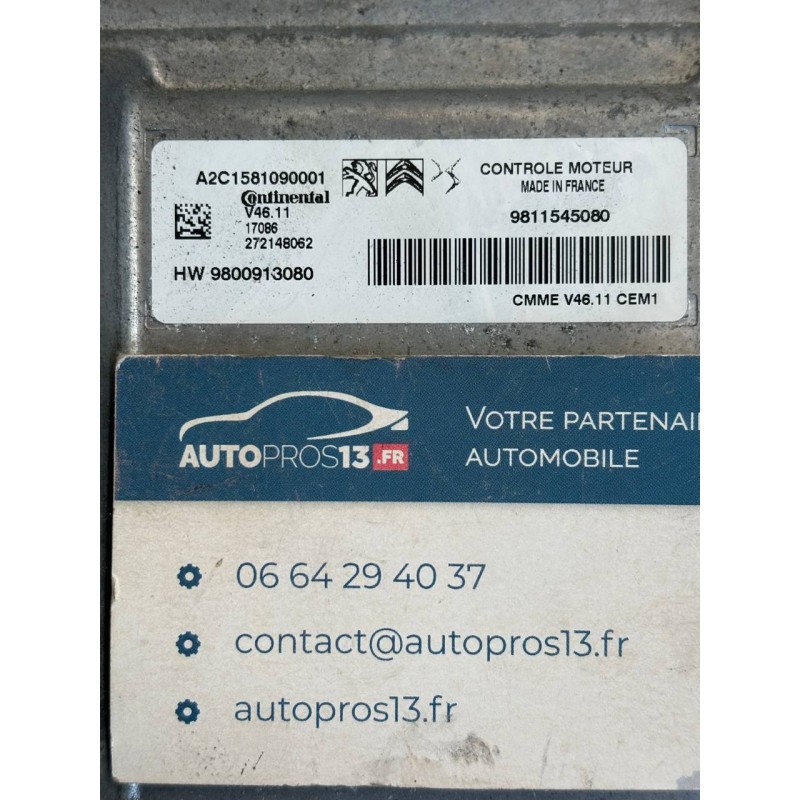 A2C1581090001
Continental
V46.11
17086
272148062
HW 9800913080
CONTROLE MOTEUR
MADE IN FRANCE
9811545080
CMME V46.11 CEM1
AUTOPROS13.FR
VOTRE PARTENAI
AUTOMOBILE
06 64 29 40 37
contact@autopros13.fr
autopros13.fr